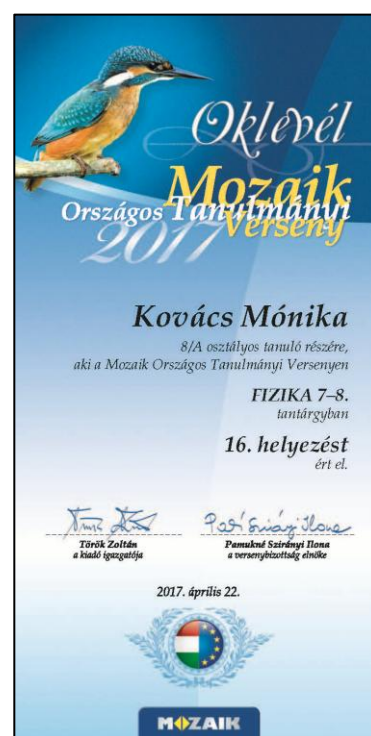 Oklevél
Mozaik
Országos Tanulmányi
2017 Verseny
Kovács Mónika
8/A osztályos tanuló részére,
aki a Mozaik Országos Tanulmányi Versenyen
FIZIKA 7–8.
tantárgyban
16. helyezést
ért el.
Török Zoltán
a kiadó igazgatója
Pamukné Szirányi Ilona
a versenybizottság elnöke
2017. április 22.
MOZAIK